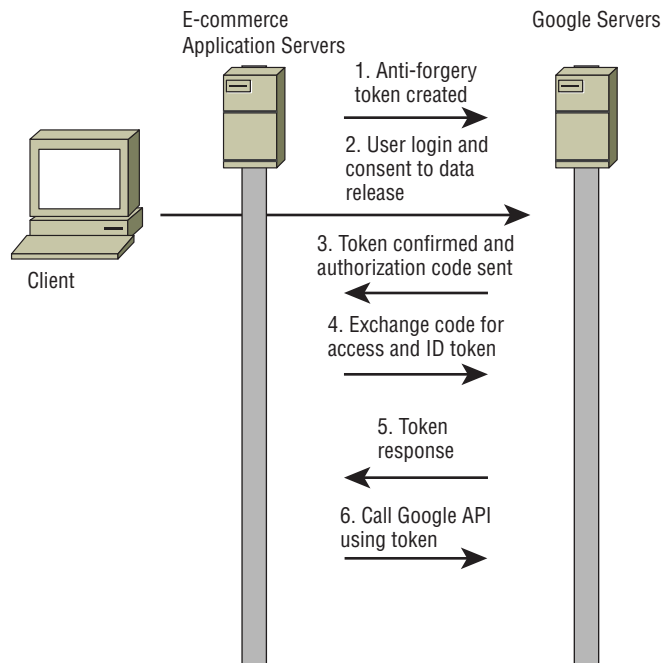 E-commerce
Application Servers
Google Servers
1. Anti-forgery
token created
2. User login and
consent to data
release
3. Token confirmed and
authorization code sent
Client
4. Exchange code for
access and ID token
5. Token
response
6. Call Google API
using token